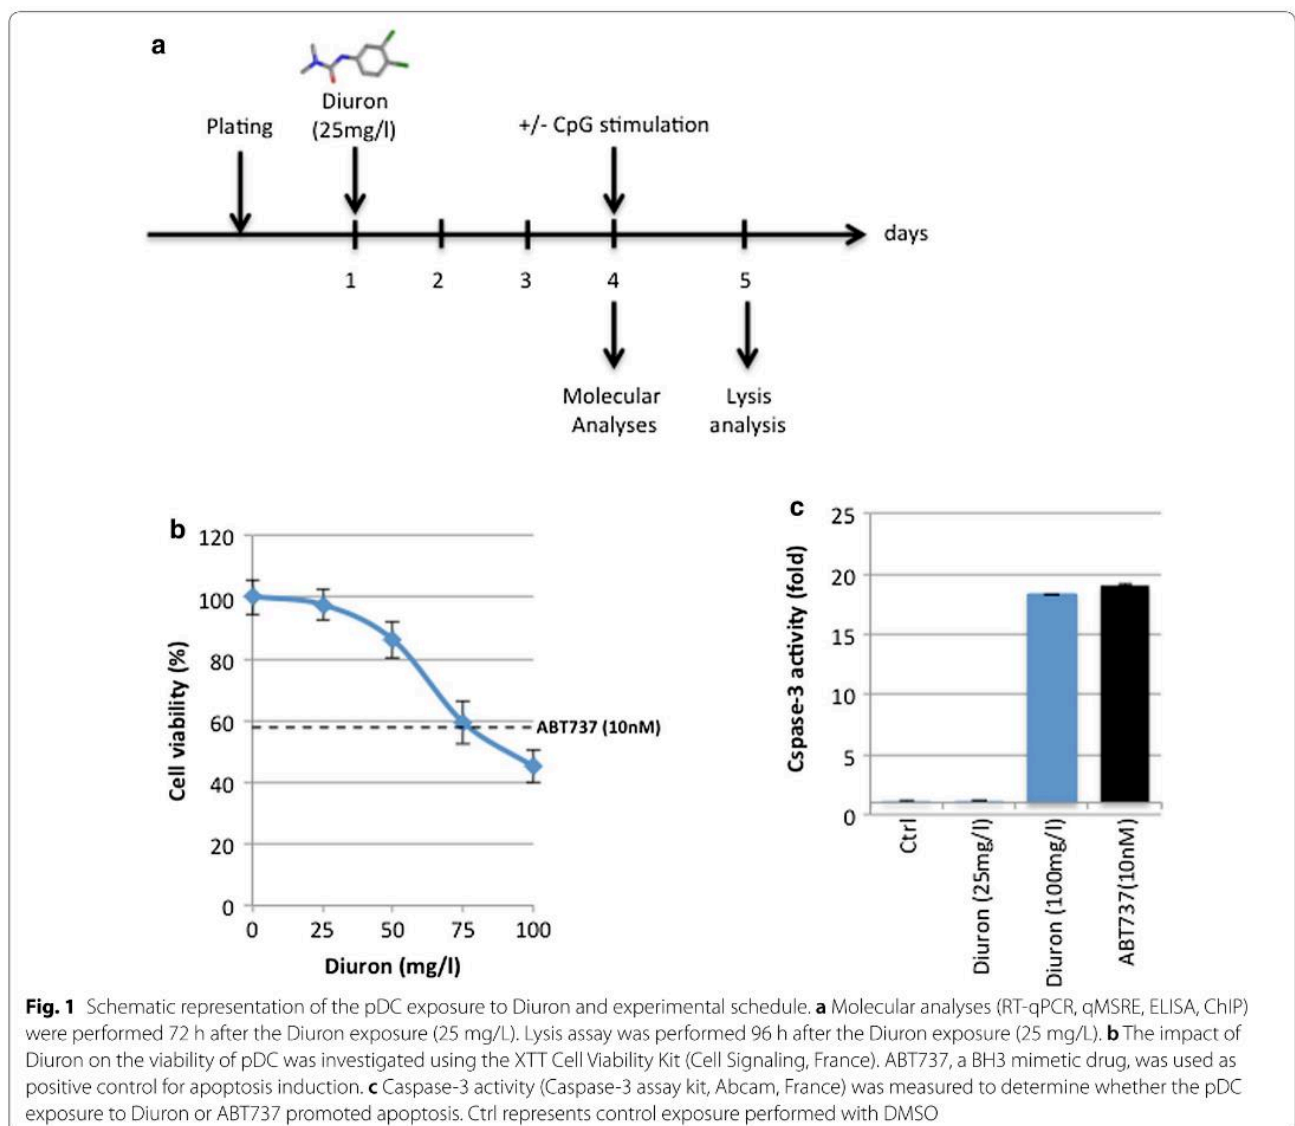 a
Diuron
(25mg/l)
Plating
+/- CpG stimulation
days
1 2 3 4 5
Molecular
Analyses
Lysis
analysis
b
120
100
80
60
40
20
0
Cell viability (%)
ABT737 (10nM)
0 25 50 75 100
Diuron (mg/l)
c
25
20
15
10
5
0
Cspase-3 activity (fold)
Ctrl
Diuron (25mg/l)
Diuron (100mg/l)
ABT737(10nM)
Fig. 1 Schematic representation of the pDC exposure to Diuron and experimental schedule. a Molecular analyses (RT-qPCR, qMSRE, ELISA, ChIP)
were performed 72 h after the Diuron exposure (25 mg/L). Lysis assay was performed 96 h after the Diuron exposure (25 mg/L). b The impact of
Diuron on the viability of pDC was investigated using the XTT Cell Viability Kit (Cell Signaling, France). ABT737, a BH3 mimetic drug, was used as
positive control for apoptosis induction. c Caspase-3 activity (Caspase-3 assay kit, Abcam, France) was measured to determine whether the pDC
exposure to Diuron or ABT737 promoted apoptosis. Ctrl represents control exposure performed with DMSO